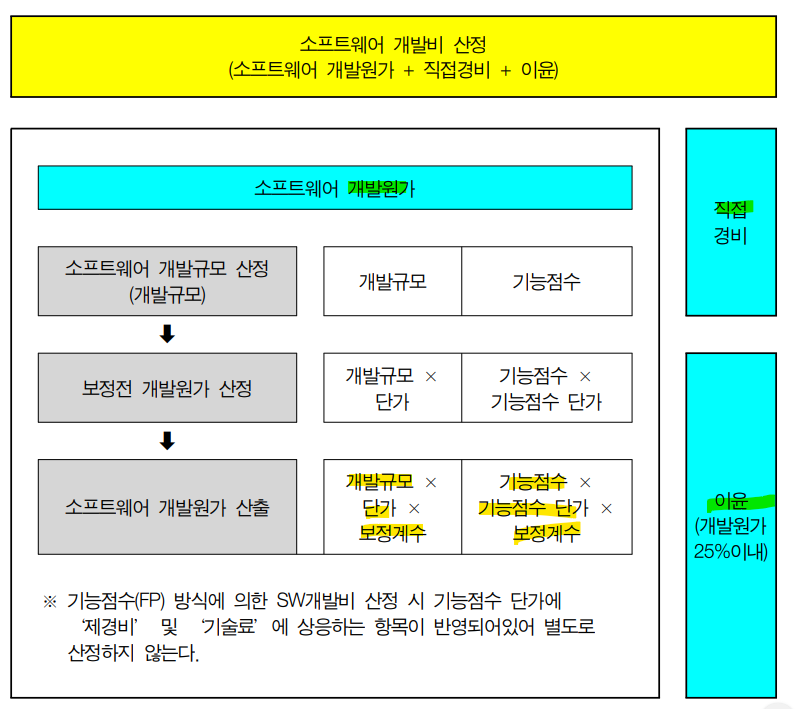 소프트웨어 개발비 산정
(소프트웨어 개발원가 + 직접경비 + 이윤)
소프트웨어 개발원가
소프트웨어 개발규모 산정
(개발규모)
개발규모
기능점수
보정전 개발원가 산정
개발규모 ×
단가
기능점수 ×
기능점수 단가
소프트웨어 개발원가 산출
개발규모 ×
단가 ×
보정계수
기능점수 ×
기능점수 단가 ×
보정계수
※ 기능점수(FP) 방식에 의한 SW개발비 산정 시 기능점수 단가에
‘제경비’ 및 ‘기술료’에 상응하는 항목이 반영되어있어 별도로
산정하지 않는다.
직접
경비
이윤
(개발원가
25%이내)